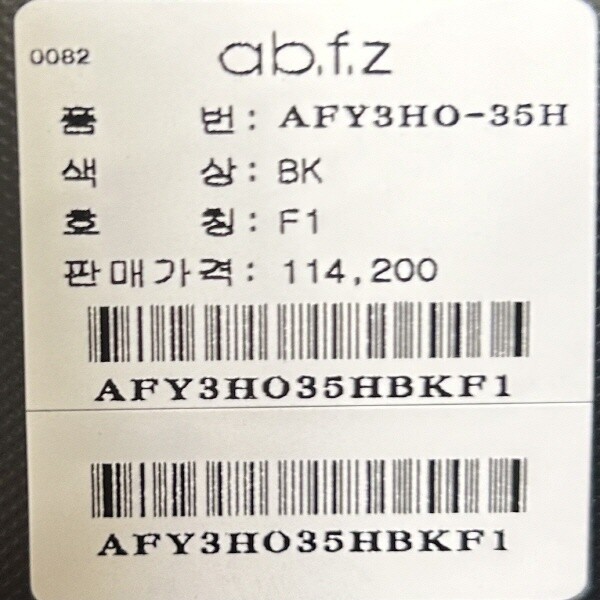 0082
ab.f.z
품 번: AFY3HO-35H
색 상: BK
호 칭: F1
판매가격: 114,200
AFY3HO35HBKF1
AFY3HO35HBKF1